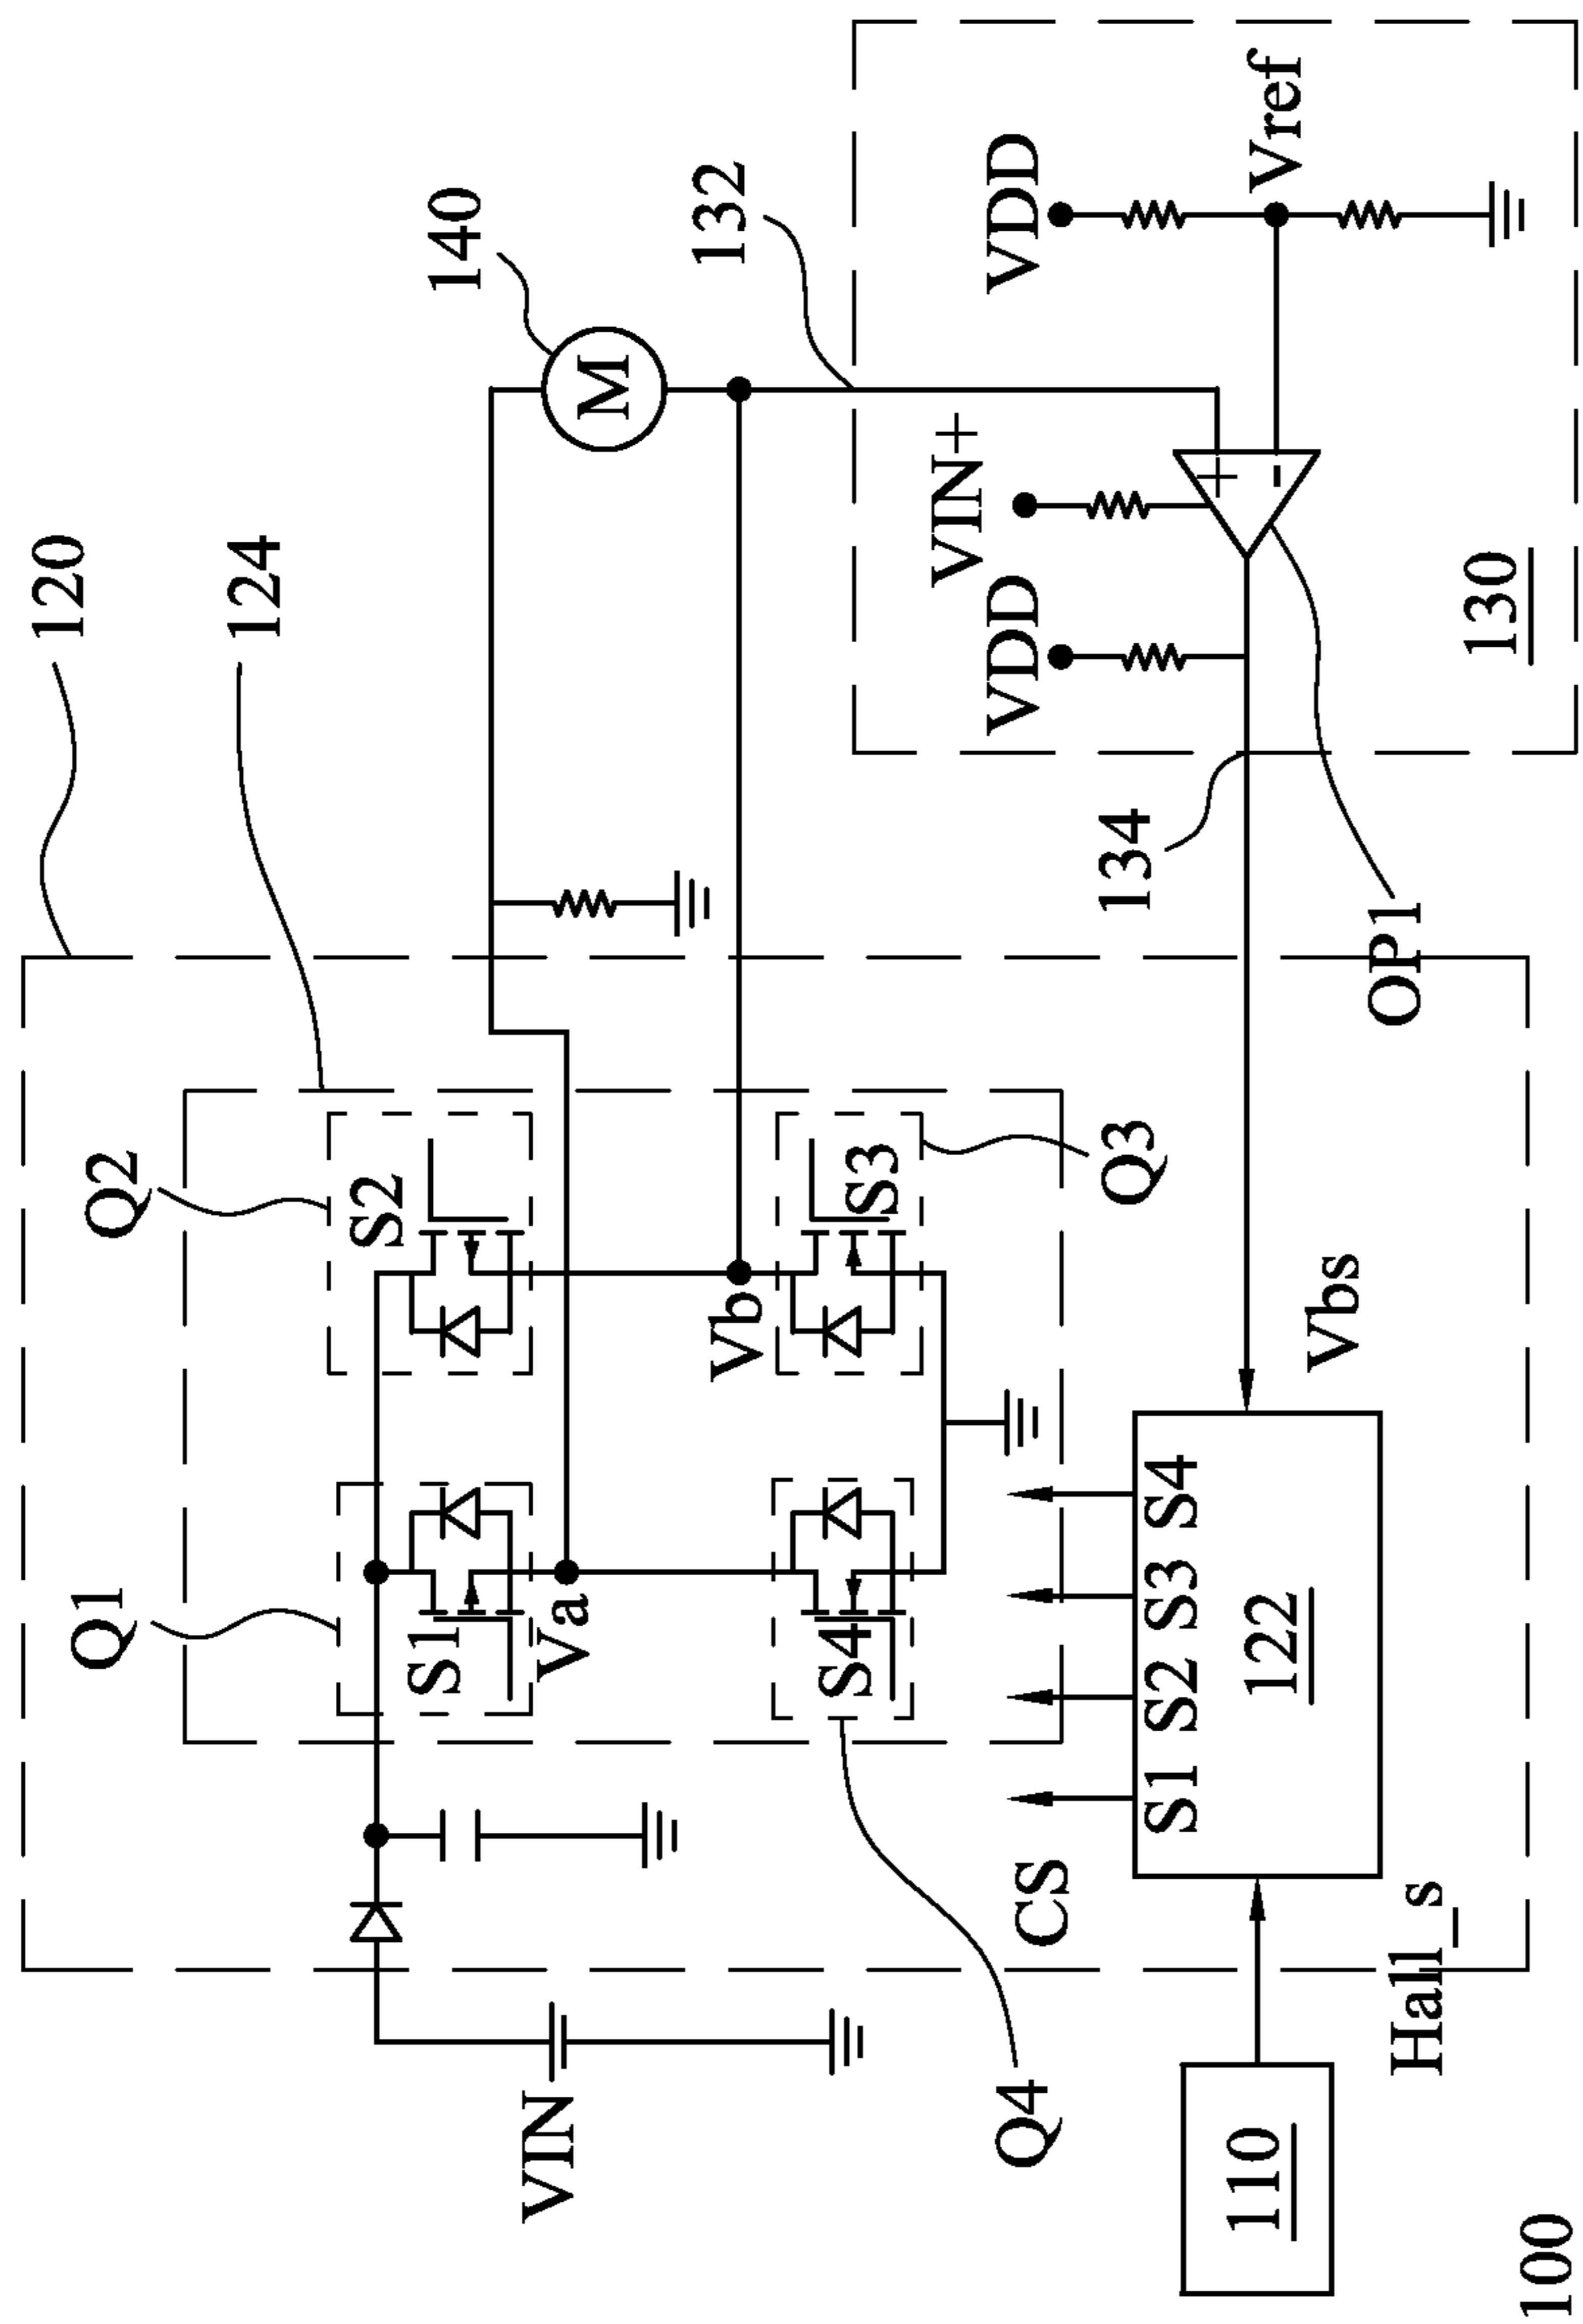 120
124
140
132
Q2
S2
Q1
S1
Va
Vb
S3
Q3
S4
Q4
VIN
CS
S1 S2 S3 S4
122
Vbs
Hall_s
110
100
134
OP1
VDD
VIN+
VDD
Vref
+
-
130
M